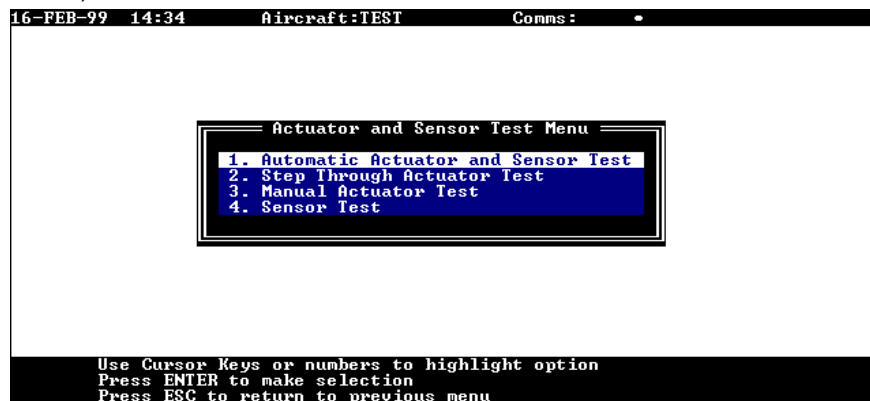 16-FEB-99 14:34 Aircraft:TEST Comms:
Actuator and Sensor Test Menu
1. Automatic Actuator and Sensor Test
2. Step Through Actuator Test
3. Manual Actuator Test
4. Sensor Test
Use Cursor Keys or numbers to highlight option
Press ENTER to make selection
Press ESC to return to previous menu